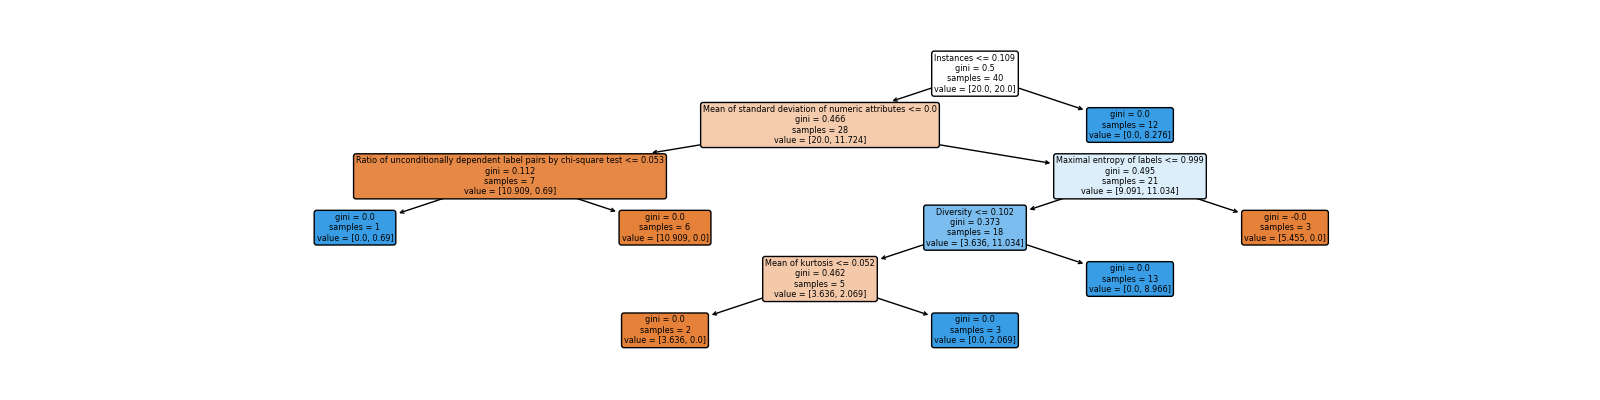 Instances <= 0.109
gini = 0.5
samples = 40
value = [20.0, 20.0]
Mean of standard deviation of numeric attributes <= 0.0
gini = 0.466
samples = 28
value = [20.0, 11.724]
gini = 0.0
samples = 12
value = [0.0, 8.276]
Ratio of unconditionally dependent label pairs by chi-square test <= 0.053
gini = 0.112
samples = 7
value = [10.909, 0.69]
Maximal entropy of labels <= 0.999
gini = 0.495
samples = 21
value = [9.091, 11.034]
gini = 0.0
samples = 1
value = [0.0, 0.69]
gini = 0.0
samples = 6
value = [10.909, 0.0]
Diversity <= 0.102
gini = 0.373
samples = 18
value = [3.636, 11.034]
gini = -0.0
samples = 3
value = [5.455, 0.0]
Mean of kurtosis <= 0.052
gini = 0.462
samples = 5
value = [3.636, 2.069]
gini = 0.0
samples = 13
value = [0.0, 8.966]
gini = 0.0
samples = 2
value = [3.636, 0.0]
gini = 0.0
samples = 3
value = [0.0, 2.069]